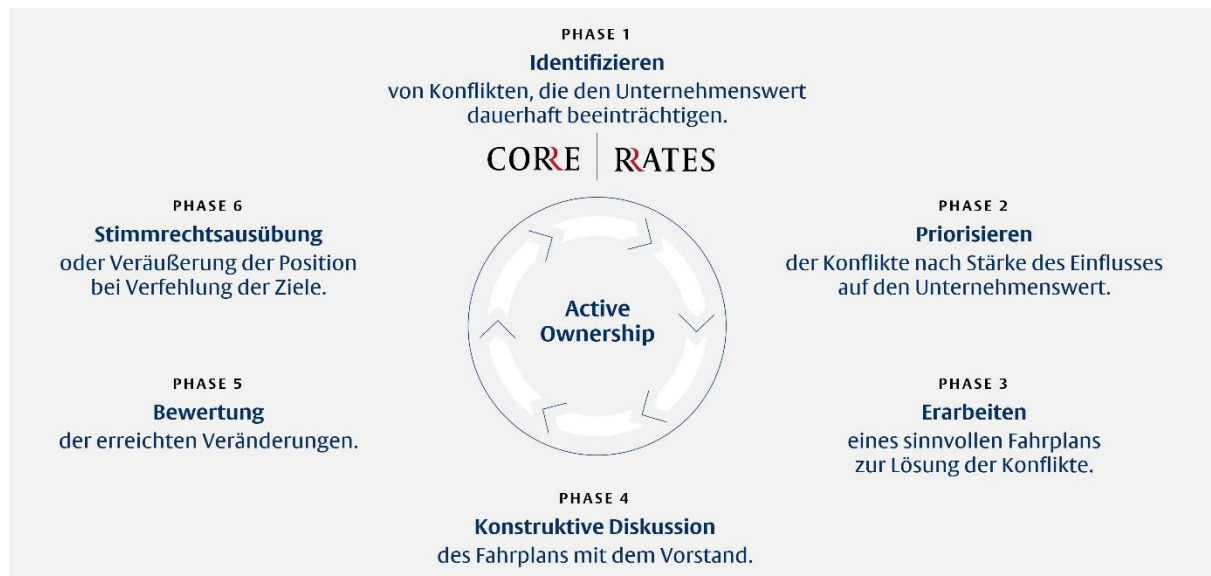 PHASE 1
Identifizieren
von Konflikten, die den Unternehmenswert
dauerhaft beeinträchtigen.
CORRE | RRATES
PHASE 6
Stimmrechtsausübung
oder Veräußerung der Position
bei Verfehlung der Ziele.
PHASE 2
Priorisieren
der Konflikte nach Stärke des Einflusses
auf den Unternehmenswert.
Active
Ownership
PHASE 5
Bewertung
der erreichten Veränderungen.
PHASE 3
Erarbeiten
eines sinnvollen Fahrplans
zur Lösung der Konflikte.
PHASE 4
Konstruktive Diskussion
des Fahrplans mit dem Vorstand.